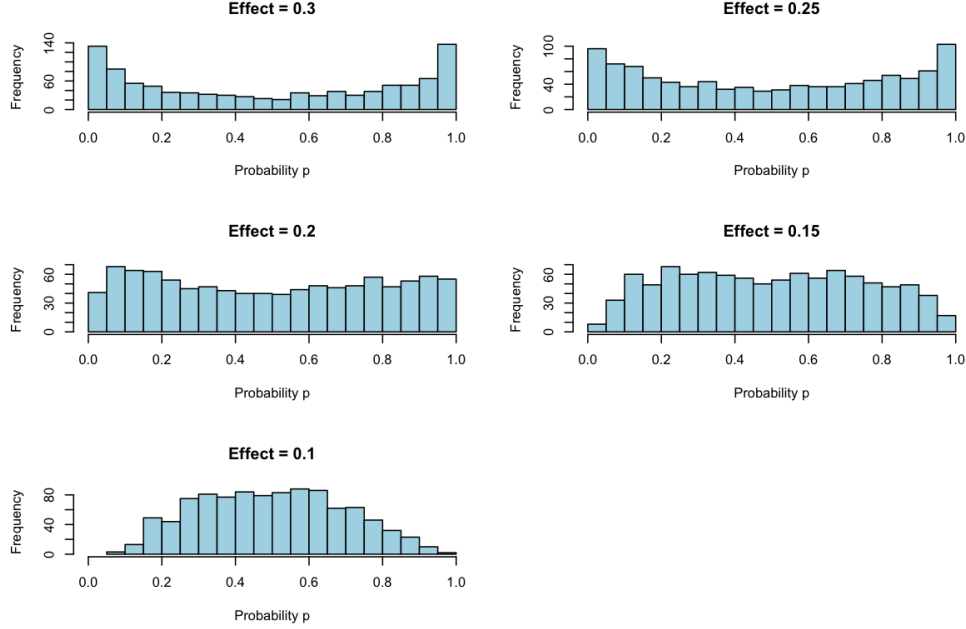 Effect = 0.3
Frequency
0 60 140
0.0 0.2 0.4 0.6 0.8 1.0
Probability p
Effect = 0.25
Frequency
0 40 100
0.0 0.2 0.4 0.6 0.8 1.0
Probability p
Effect = 0.2
Frequency
0 30 60
0.0 0.2 0.4 0.6 0.8 1.0
Probability p
Effect = 0.15
Frequency
0 30 60
0.0 0.2 0.4 0.6 0.8 1.0
Probability p
Effect = 0.1
Frequency
0 40 80
0.0 0.2 0.4 0.6 0.8 1.0
Probability p